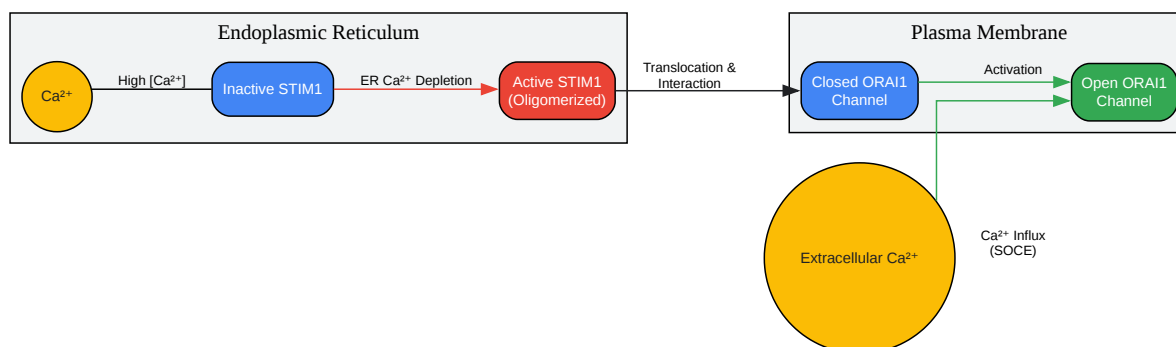 Endoplasmic Reticulum
Ca²⁺
High [Ca²⁺]
Inactive STIM1
ER Ca²⁺ Depletion
Active STIM1
(Oligomerized)
Translocation &
Interaction
Plasma Membrane
Closed ORAI1
Channel
Activation
Open ORAI1
Channel
Extracellular Ca²⁺
Ca²⁺ Influx
(SOCE)